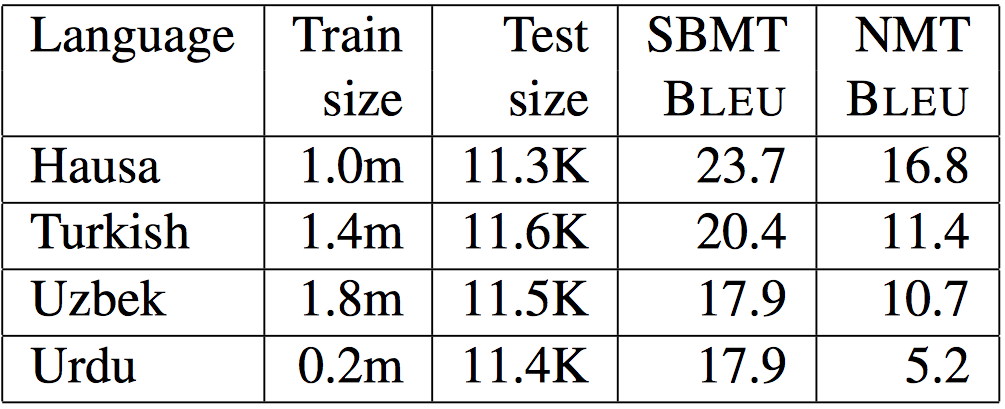 Language Train Test SBMT NMT
size size BLEU BLEU
Hausa 1.0m 11.3K 23.7 16.8
Turkish 1.4m 11.6K 20.4 11.4
Uzbek 1.8m 11.5K 17.9 10.7
Urdu 0.2m 11.4K 17.9 5.2